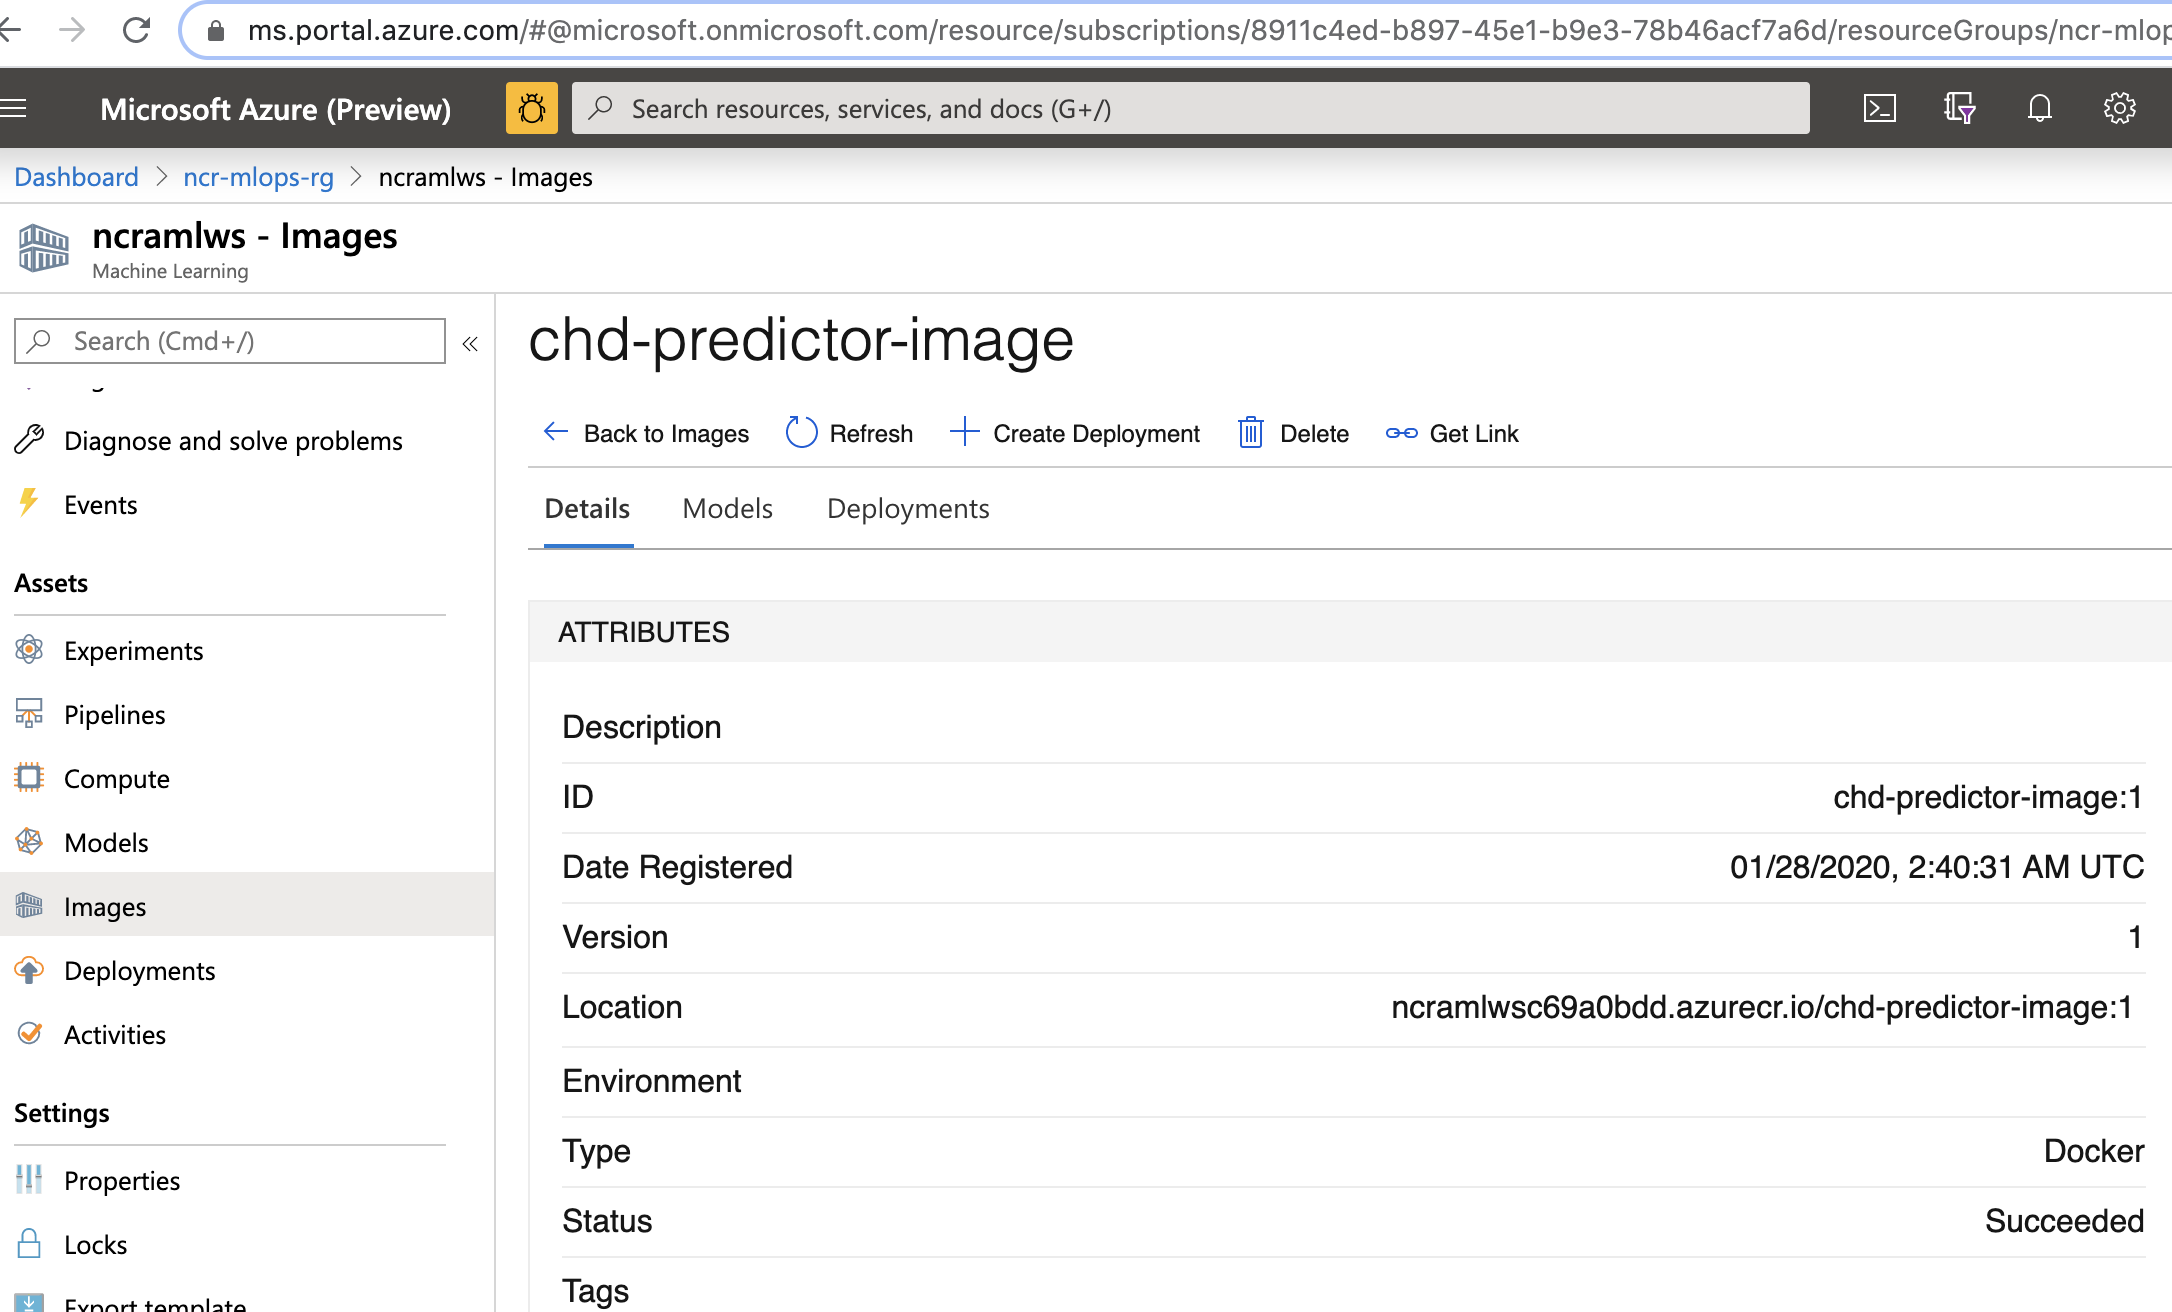 ms.portal.azure.com/#@microsoft.onmicrosoft.com/resource/subscriptions/8911c4ed-b897-45e1-b9e3-78b46acf7a6d/resourceGroups/ncr-mlop
Microsoft Azure (Preview)
Search resources, services, and docs (G+/)
Dashboard > ncr-mlops-rg > ncramlws - Images
ncramlws - Images
Machine Learning
Search (Cmd+/)
«
Diagnose and solve problems
Events
Assets
Experiments
Pipelines
Compute
Models
Images
Deployments
Activities
Settings
Properties
Locks
Export template
chd-predictor-image
Back to Images
Refresh
Create Deployment
Delete
Get Link
Details
Models
Deployments
ATTRIBUTES
Description
ID chd-predictor-image:1
Date Registered 01/28/2020, 2:40:31 AM UTC
Version 1
Location ncramlwsc69a0bdd.azurecr.io/chd-predictor-image:1
Environment
Type Docker
Status Succeeded
Tags